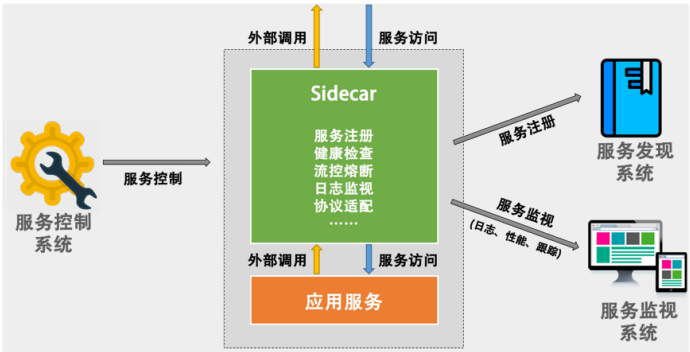 外部调用
服务访问
Sidecar
服务注册
健康检查
流控熔断
日志监视
协议适配
……
服务控制
服务控制
系统
服务注册
服务发现
系统
服务监视
(日志、性能、跟踪)
服务监视
系统
外部调用
服务访问
应用服务